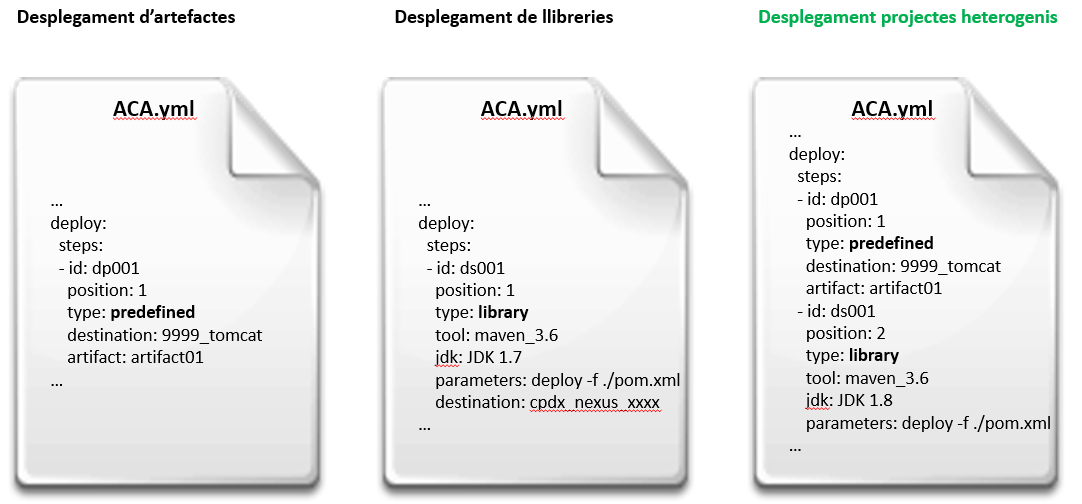 Desplegament d’artefactes
ACA.yml
...
deploy:
steps:
- id: dp001
position: 1
type: predefined
destination: 9999_tomcat
artifact: artifact01
...
Desplegament de llibreries
ACA.yml
...
deploy:
steps:
- id: ds001
position: 1
type: library
tool: maven_3.6
jdk: JDK 1.7
parameters: deploy -f ./pom.xml
destination: cpdx_nexus_xxxx
...
Desplegament projectes heterogenis
ACA.yml
...
deploy:
steps:
- id: dp001
position: 1
type: predefined
destination: 9999_tomcat
artifact: artifact01
- id: ds001
position: 2
type: library
tool: maven_3.6
jdk: JDK 1.8
parameters: deploy -f ./pom.xml
...